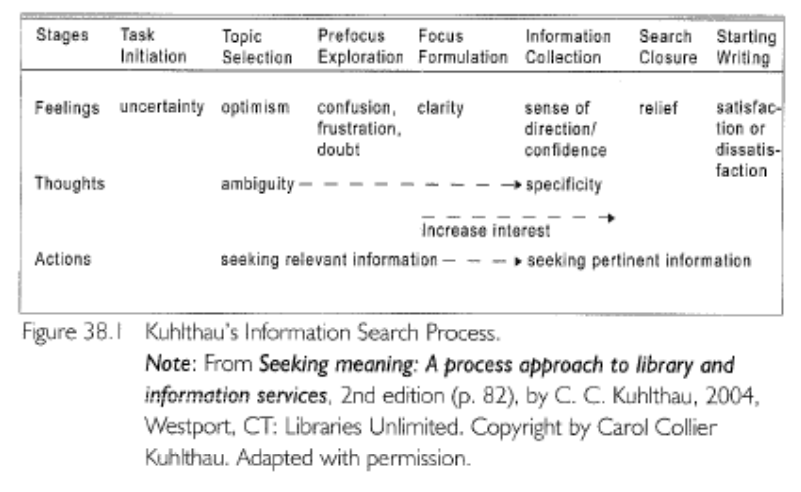 Stages Task Topic Prefocus Focus Information Search Starting
Initiation Selection Exploration Formulation Collection Closure Writing
Feelings uncertainty optimism confusion, clarity sense of relief satisfac-
frustration, direction/ tion or
doubt confidence dissatis-
faction
Thoughts ambiguity – – – – – – – – → specificity
Increase interest
Actions seeking relevant information – – – → seeking pertinent information
Figure 38.1 Kuhlthau's Information Search Process.
Note: From Seeking meaning: A process approach to library and
information services, 2nd edition (p. 82), by C. C. Kuhlthau, 2004,
Westport, CT: Libraries Unlimited. Copyright by Carol Collier
Kuhlthau. Adapted with permission.